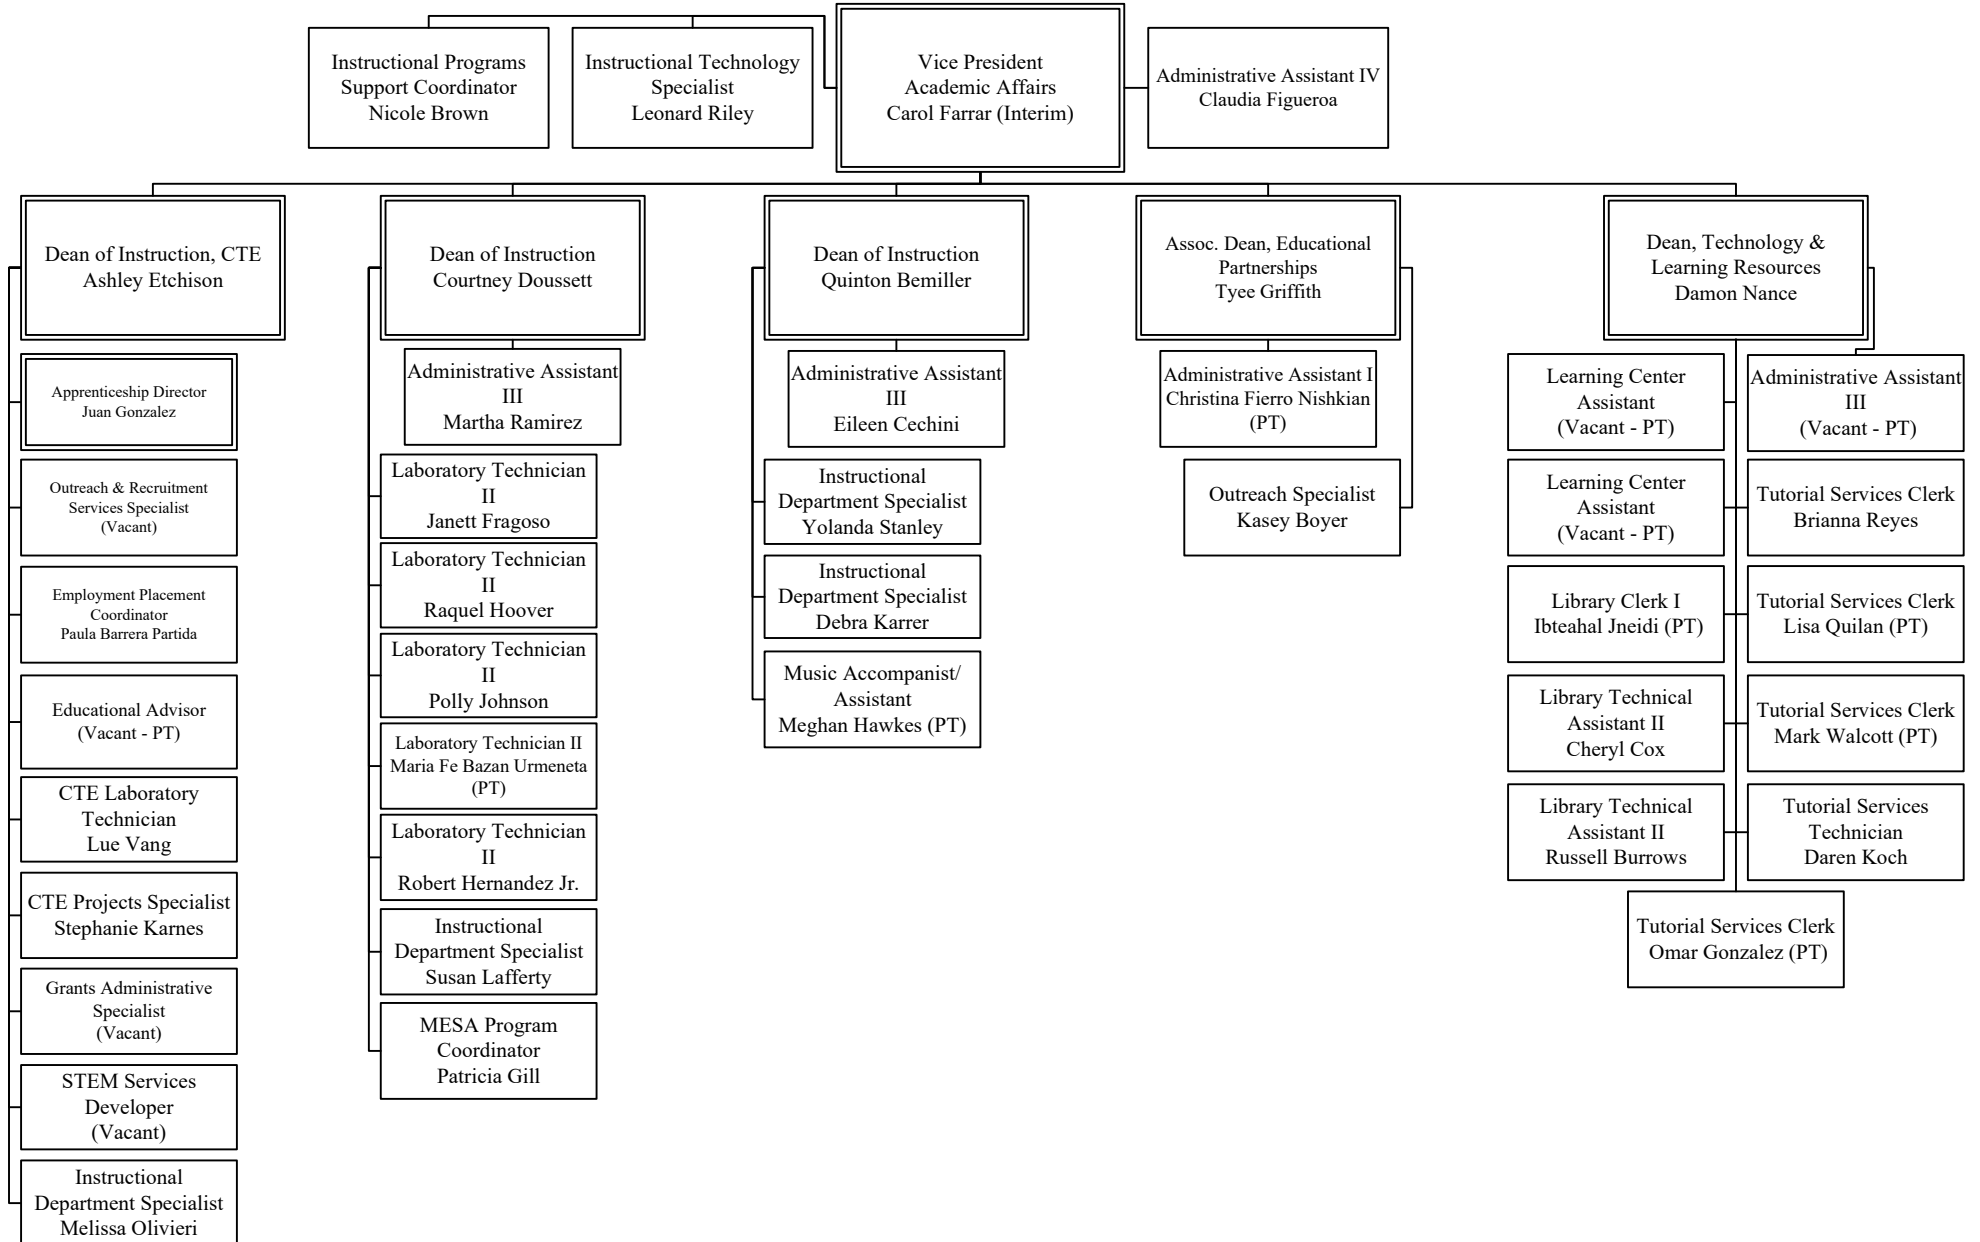 Instructional Programs
Support Coordinator
Nicole Brown
Instructional Technology
Specialist
Leonard Riley
Vice President
Academic Affairs
Carol Farrar (Interim)
Administrative Assistant IV
Claudia Figueroa
Dean of Instruction, CTE
Ashley Etchison
Apprenticeship Director
Juan Gonzalez
Outreach & Recruitment
Services Specialist
(Vacant)
Employment Placement
Coordinator
Paula Barrera Partida
Educational Advisor
(Vacant - PT)
CTE Laboratory
Technician
Lue Vang
CTE Projects Specialist
Stephanie Karnes
Grants Administrative
Specialist
(Vacant)
STEM Services
Developer
(Vacant)
Instructional
Department Specialist
Melissa Olivieri
Dean of Instruction
Courtney Doussett
Administrative Assistant
III
Martha Ramirez
Laboratory Technician
II
Janett Fragoso
Laboratory Technician
II
Raquel Hoover
Laboratory Technician
II
Polly Johnson
Laboratory Technician II
Maria Fe Bazan Urmeneta
(PT)
Laboratory Technician
II
Robert Hernandez Jr.
Instructional
Department Specialist
Susan Lafferty
MESA Program
Coordinator
Patricia Gill
Dean of Instruction
Quinton Bemiller
Administrative Assistant
III
Eileen Cechini
Instructional
Department Specialist
Yolanda Stanley
Instructional
Department Specialist
Debra Karrer
Music Accompanist/
Assistant
Meghan Hawkes (PT)
Assoc. Dean, Educational
Partnerships
Tyee Griffith
Administrative Assistant I
Christina Fierro Nishkian
(PT)
Outreach Specialist
Kasey Boyer
Dean, Technology &
Learning Resources
Damon Nance
Learning Center
Assistant
(Vacant - PT)
Administrative Assistant
III
(Vacant - PT)
Learning Center
Assistant
(Vacant - PT)
Tutorial Services Clerk
Brianna Reyes
Library Clerk I
Ibteahal Jneidi (PT)
Tutorial Services Clerk
Lisa Quilan (PT)
Library Technical
Assistant II
Cheryl Cox
Tutorial Services Clerk
Mark Walcott (PT)
Library Technical
Assistant II
Russell Burrows
Tutorial Services
Technician
Daren Koch
Tutorial Services Clerk
Omar Gonzalez (PT)